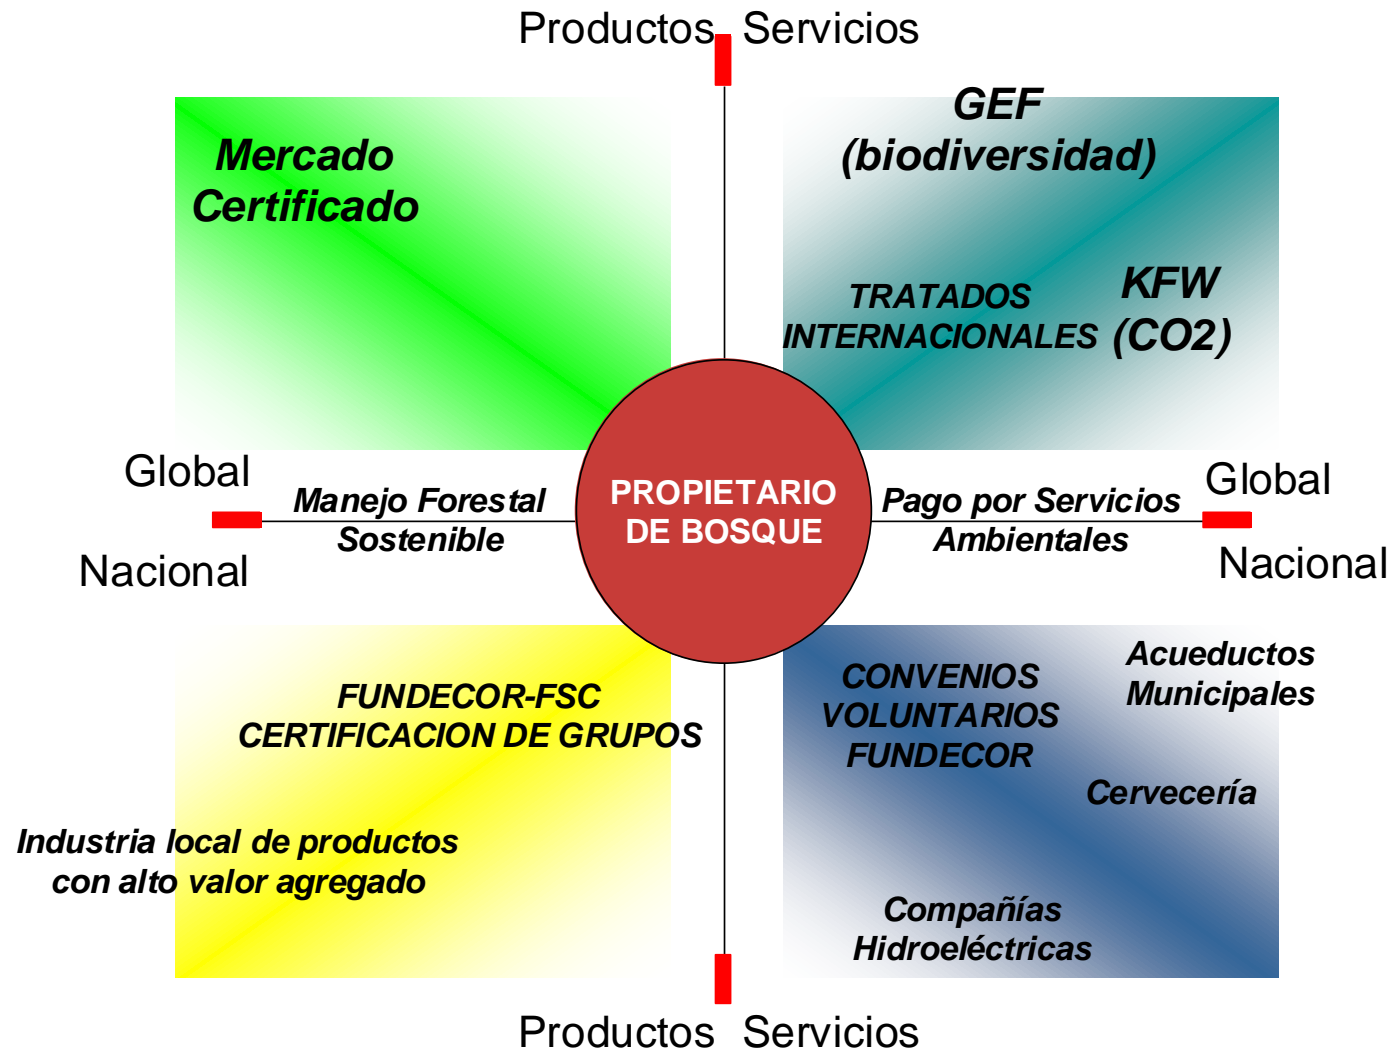 Productos Servicios
Mercado
Certificado
GEF
(biodiversidad)
TRATADOS
INTERNACIONALES
KFW
(CO2)
Global
Nacional
Manejo Forestal
Sostenible
PROPIETARIO
DE BOSQUE
Pago por Servicios
Ambientales
Global
Nacional
FUNDECOR-FSC
CERTIFICACION DE GRUPOS
Industria local de productos
con alto valor agregado
CONVENIOS
VOLUNTARIOS
FUNDECOR
Acueductos
Municipales
Cervecería
Compañías
Hidroeléctricas
Productos Servicios